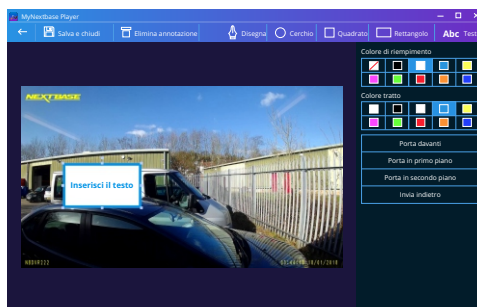 MyNextbase Player
Salva e chiudi
Elimina annotazione
Disegna
Cerchio
Quadrato
Rettangolo
Abc Test
Colore di riempimento
Colore tratto
Porta davanti
Porta in primo piano
Porta in secondo piano
Invia indietro
NEXTBASE
Inserisci il testo
NBDVR222